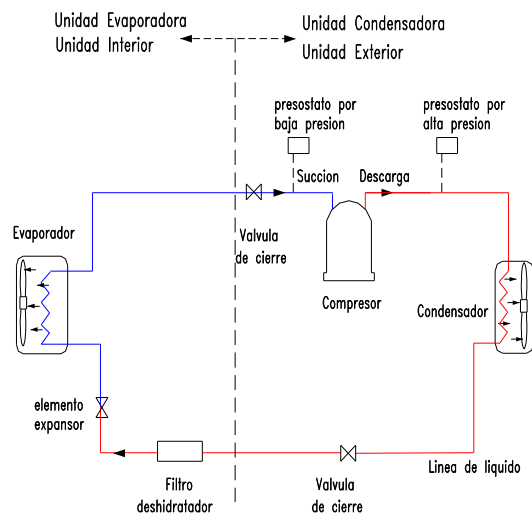 Unidad Evaporadora
Unidad Interior
Unidad Condensadora
Unidad Exterior
presostato por
baja presion
presostato por
alta presion
Succion
Descarga
Evaporador
Valvula
de cierre
Compresor
Condensador
elemento
expansor
Filtro
deshidratador
Valvula
de cierre
Linea de liquido